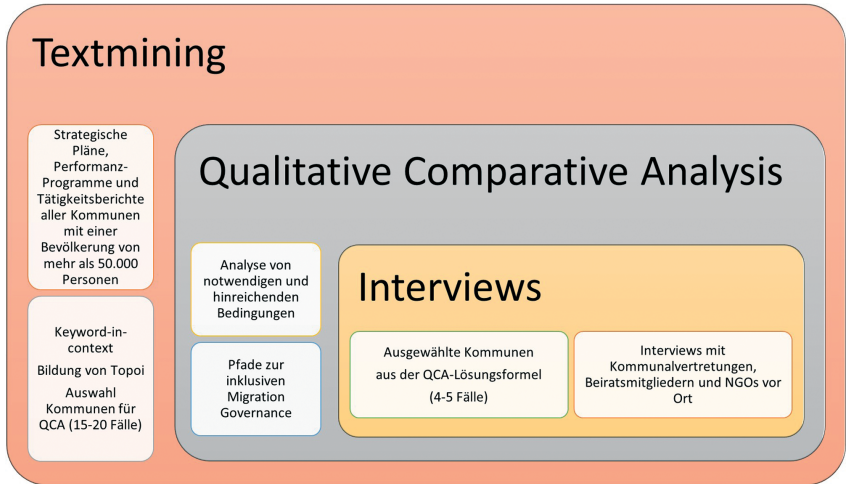 Textmining
Strategische
Pläne,
Performanz-
Programme und
Tätigkeitsberichte
aller Kommunen
mit einer
Bevölkerung von
mehr als 50.000
Personen
Keyword-in-
context
Bildung von Topoi
Auswahl
Kommunen für
QCA (15-20 Fälle)
Qualitative Comparative Analysis
Analyse von
notwendigen und
hinreichenden
Bedingungen
Pfade zur
inklusiven
Migration
Governance
Interviews
Ausgewählte Kommunen
aus der QCA-Lösungsformel
(4-5 Fälle)
Interviews mit
Kommunalvertretungen,
Beiratsmitgliedern und NGOs vor
Ort